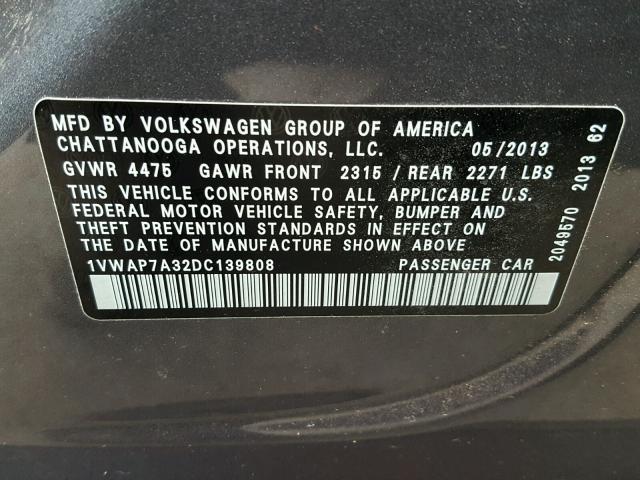 MFD BY VOLKSWAGEN GROUP OF AMERICA
CHATTANOOGA OPERATIONS, LLC. 05/2013
GVWR 4475 GAWR FRONT 2315 / REAR 2271 LBS
THIS VEHICLE CONFORMS TO ALL APPLICABLE U.S.
FEDERAL MOTOR VEHICLE SAFETY, BUMPER AND
THEFT PREVENTION STANDARDS IN EFFECT ON
THE DATE OF MANUFACTURE SHOWN ABOVE
1VWAP7A32DC139808 PASSENGER CAR
2049570 2013 62